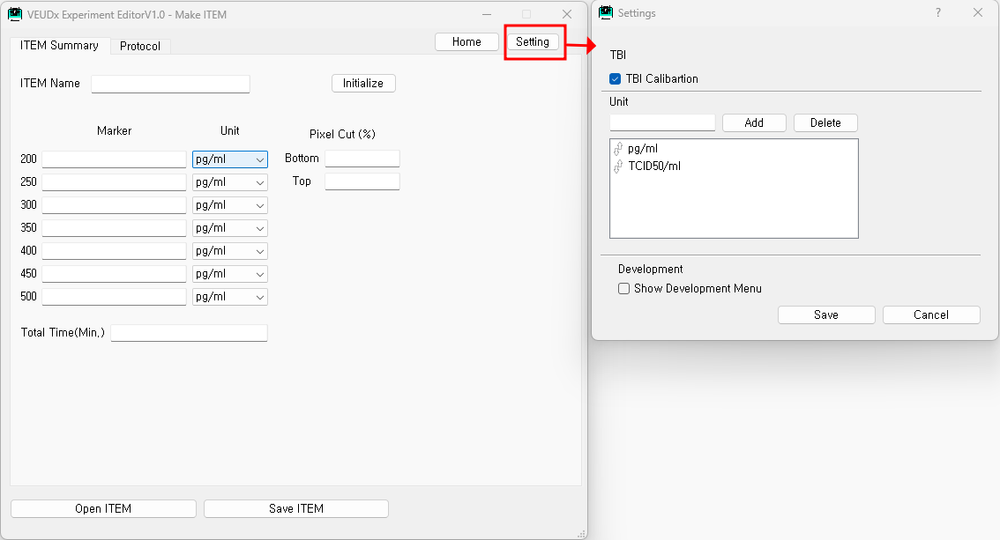 VEUDx Experiment EditorV1.0 - Make ITEM
ITEM Summary
Protocol
Home
Setting
ITEM Name
Initialize
Marker
Unit
Pixel Cut (%)
200
pg/ml
Bottom
250
pg/ml
Top
300
pg/ml
350
pg/ml
400
pg/ml
450
pg/ml
500
pg/ml
Total Time(Min.)
Open ITEM
Save ITEM
Settings
?
TBI
TBI Calibartion
Unit
Add
Delete
pg/ml
TCID50/ml
Development
Show Development Menu
Save
Cancel